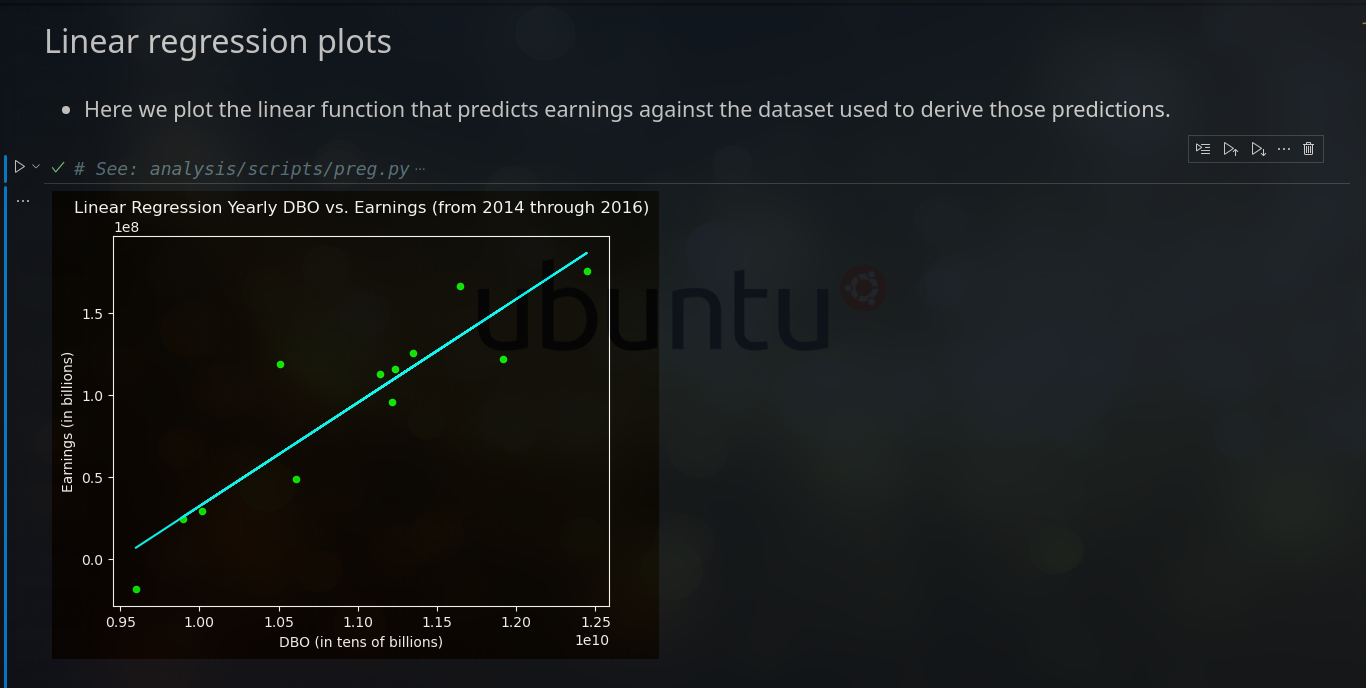 Linear regression plots
Here we plot the linear function that predicts earnings against the dataset used to derive those predictions.
# See: analysis/scripts/preg.py ...
Linear Regression Yearly DBO vs. Earnings (from 2014 through 2016)
1e8
1.5
1.0
0.5
0.0
Earnings (in billions)
0.95 1.00 1.05 1.10 1.15 1.20 1.25
1e10
DBO (in tens of billions)
ubuntu